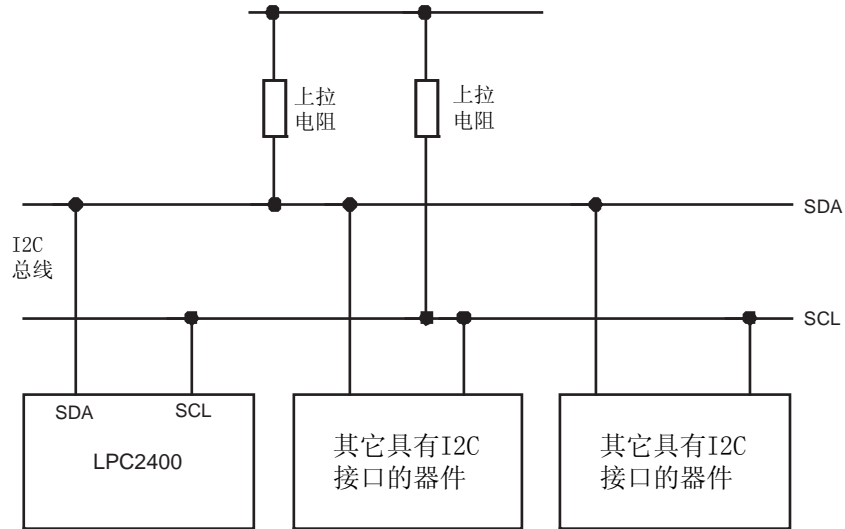 上拉
电阻
上拉
电阻
SDA
I2C
总线
SCL
SDA
SCL
LPC2400
其它具有I2C
接口的器件
其它具有I2C
接口的器件